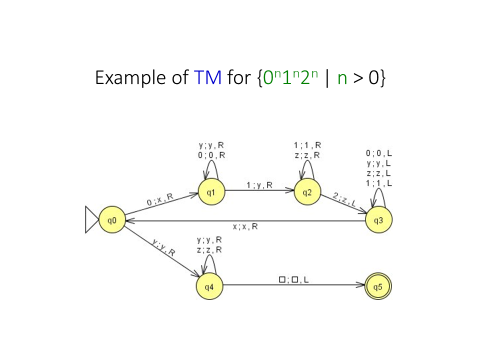 Example of TM for {0ⁿ1ⁿ2ⁿ | n > 0}
y;y,R
0;0,R
1;1,R
z;z,R
0;0,L
y;y,L
z;z,L
1;1,L
q1
1;y,R
q2
0;x,R
2;z,L
q0
x;x,R
q3
y;y,R
y;y,R
z;z,R
q4
□;□,L
q5